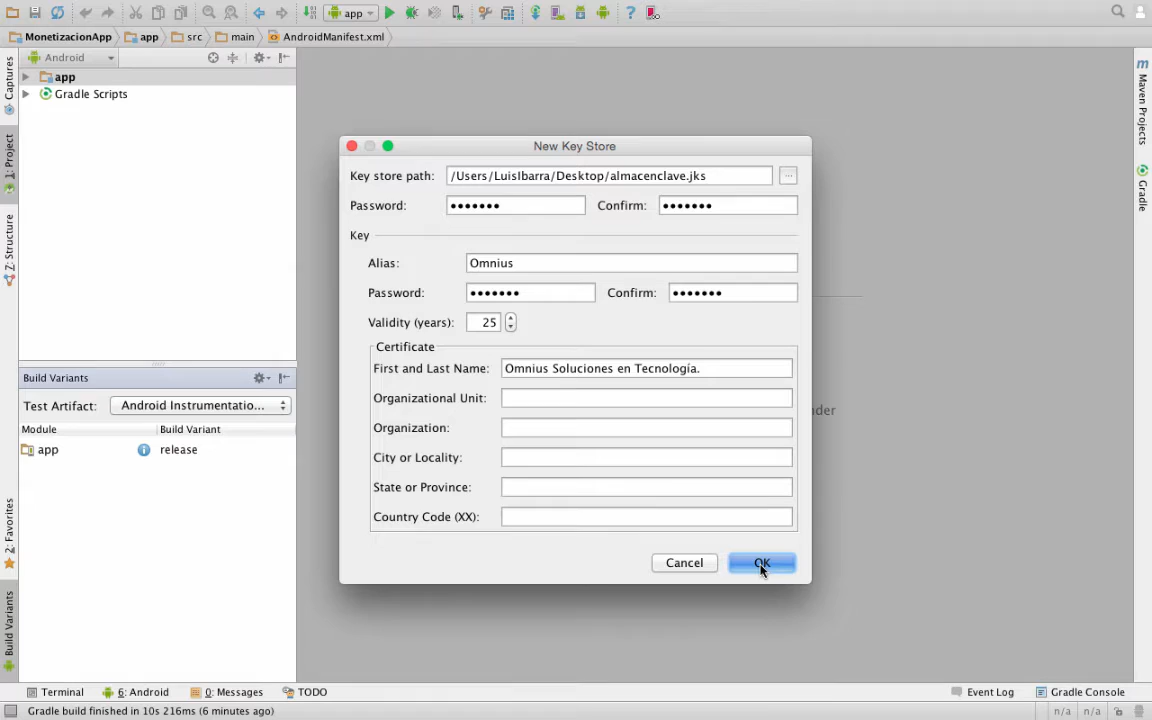 app
MonetizacionApp app src main AndroidManifest.xml
Android
app
Gradle Scripts
Captures
1: Project
7: Structure
2: Favorites
Build Variants
m
Maven Projects
Gradle
New Key Store
Key store path: /Users/LuisIbarra/Desktop/almacenclave.jks ...
Password: ••••••• Confirm: •••••••
Key
Alias: Omnius
Password: ••••••• Confirm: •••••••
Validity (years): 25
Certificate
First and Last Name: Omnius Soluciones en Tecnología.
Organizational Unit:
Organization:
City or Locality:
State or Province:
Country Code (XX):
Cancel OK
Build Variants
Test Artifact: Android Instrumentatio...
Module Build Variant
app release
Terminal 6: Android 0: Messages TODO Event Log Gradle Console
Gradle build finished in 10s 216ms (6 minutes ago) n/a n/a